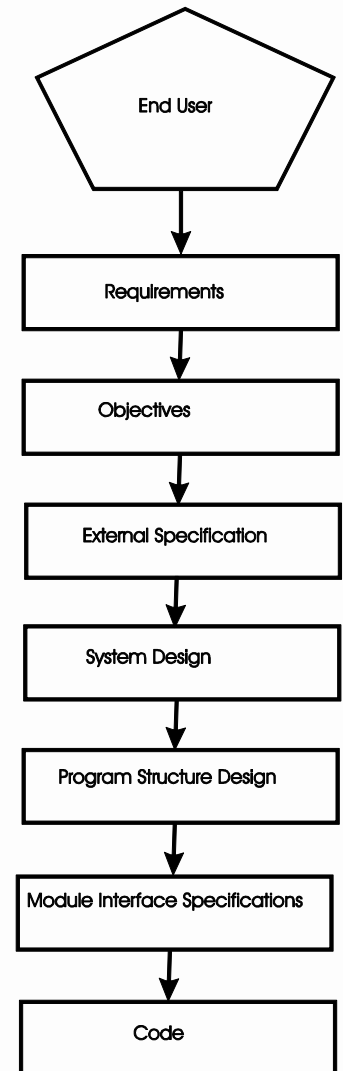 End User
Requirements
Objectives
External Specification
System Design
Program Structure Design
Module Interface Specifications
Code